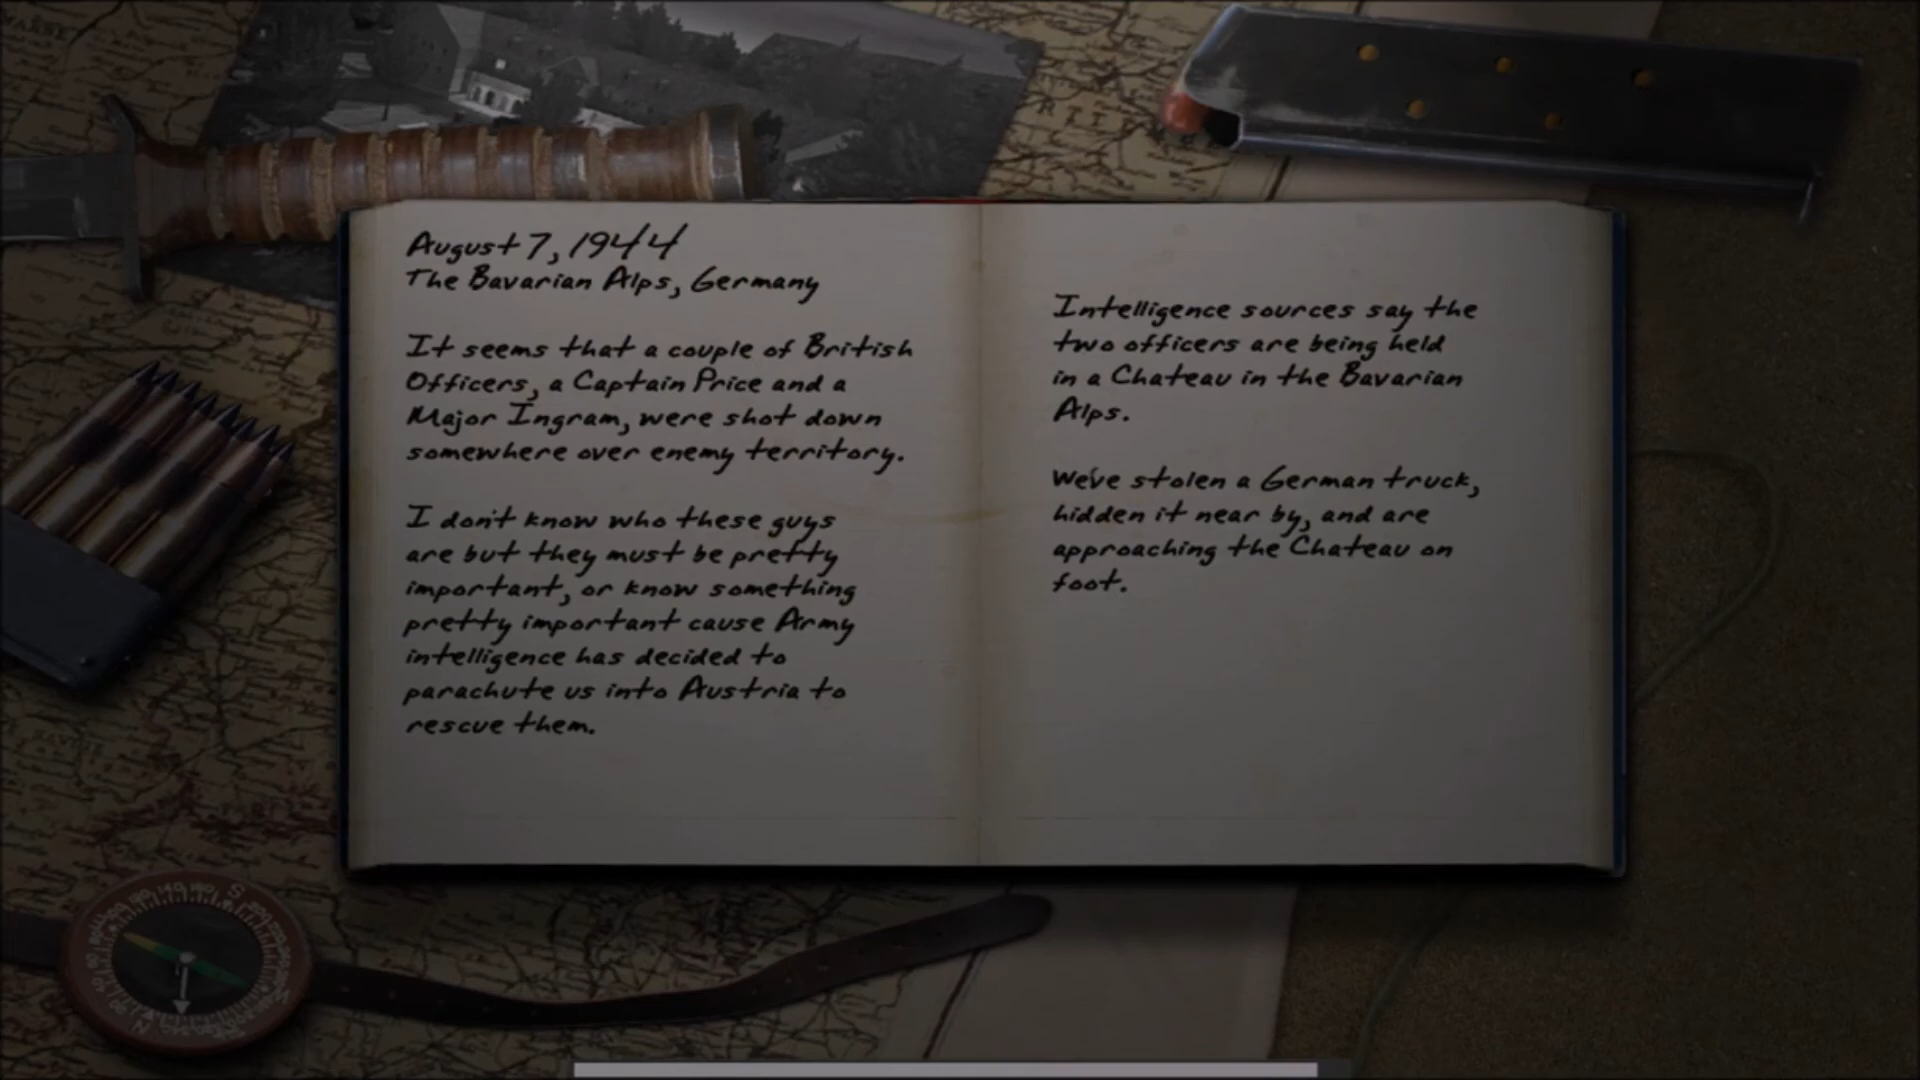 August 7, 1944
The Bavarian Alps, Germany
It seems that a couple of British
Officers, a Captain Price and a
Major Ingram, were shot down
somewhere over enemy territory.
I don't know who these guys
are but they must be pretty
important, or know something
pretty important cause Army
intelligence has decided to
parachute us into Austria to
rescue them.
Intelligence sources say the
two officers are being held
in a Chateau in the Bavarian
Alps.
We've stolen a German truck,
hidden it near by, and are
approaching the Chateau on
foot.